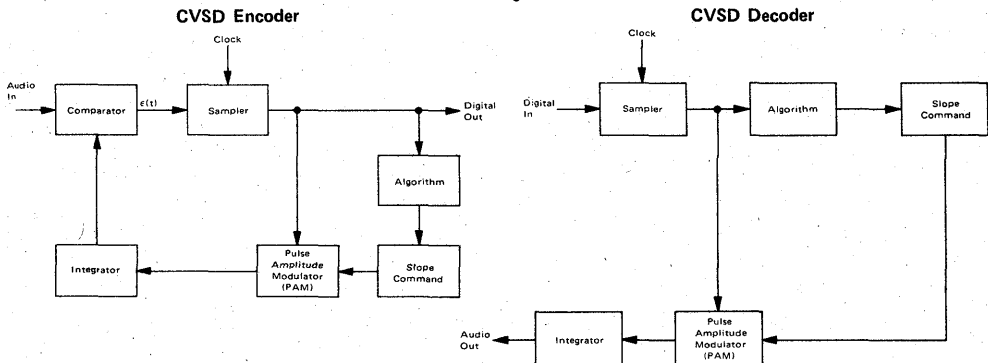 CVSD Encoder
Clock
Audio
In
Comparator
ε(t)
Sampler
Digital
Out
Algorithm
Integrator
Pulse
Amplitude
Modulator
(PAM)
Slope
Command
CVSD Decoder
Clock
Digital
In
Sampler
Algorithm
Slope
Command
Audio
Out
Integrator
Pulse
Amplitude
Modulator
(PAM)